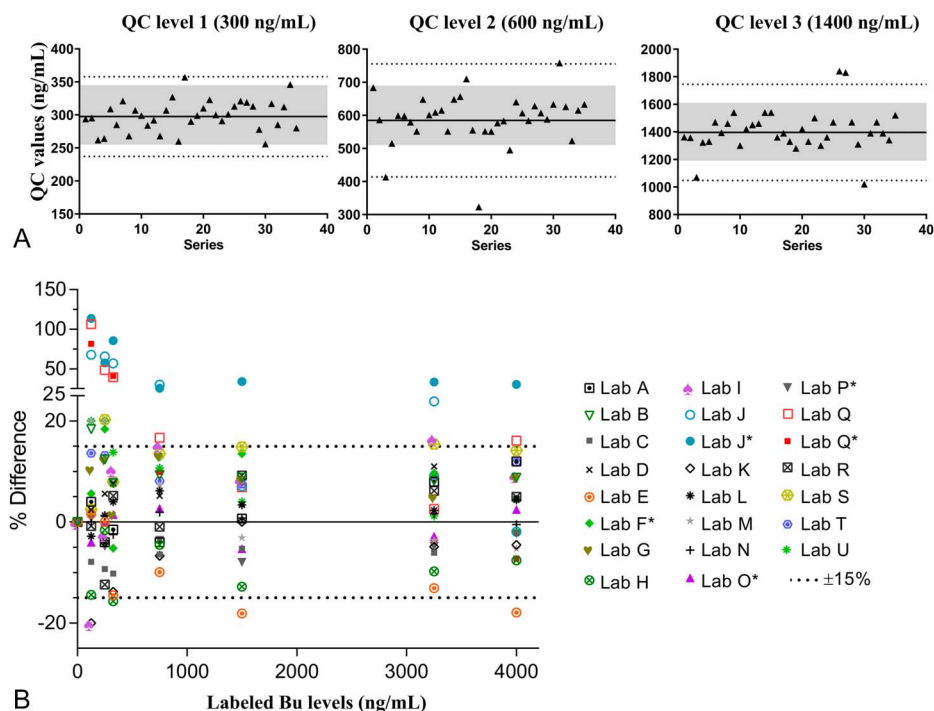 QC level 1 (300 ng/mL) QC level 2 (600 ng/mL) QC level 3 (1400 ng/mL)
QC values (ng/mL)
400 350 300 250 200 150
0 10 20 30 40
Series
800 700 600 500 400 300
0 10 20 30 40
Series
2000 1800 1600 1400 1200 1000 800
0 10 20 30 40
Series
A
% Difference
150
100
50
25
20
0
-20
0 1000 2000 3000 4000
Labeled Bu levels (ng/mL)
B
Lab A Lab I Lab P*
Lab B Lab J Lab Q
Lab C Lab J* Lab Q*
Lab D Lab K Lab R
Lab E Lab L Lab S
Lab F* Lab M Lab T
Lab G Lab N Lab U
Lab H Lab O* ±15%